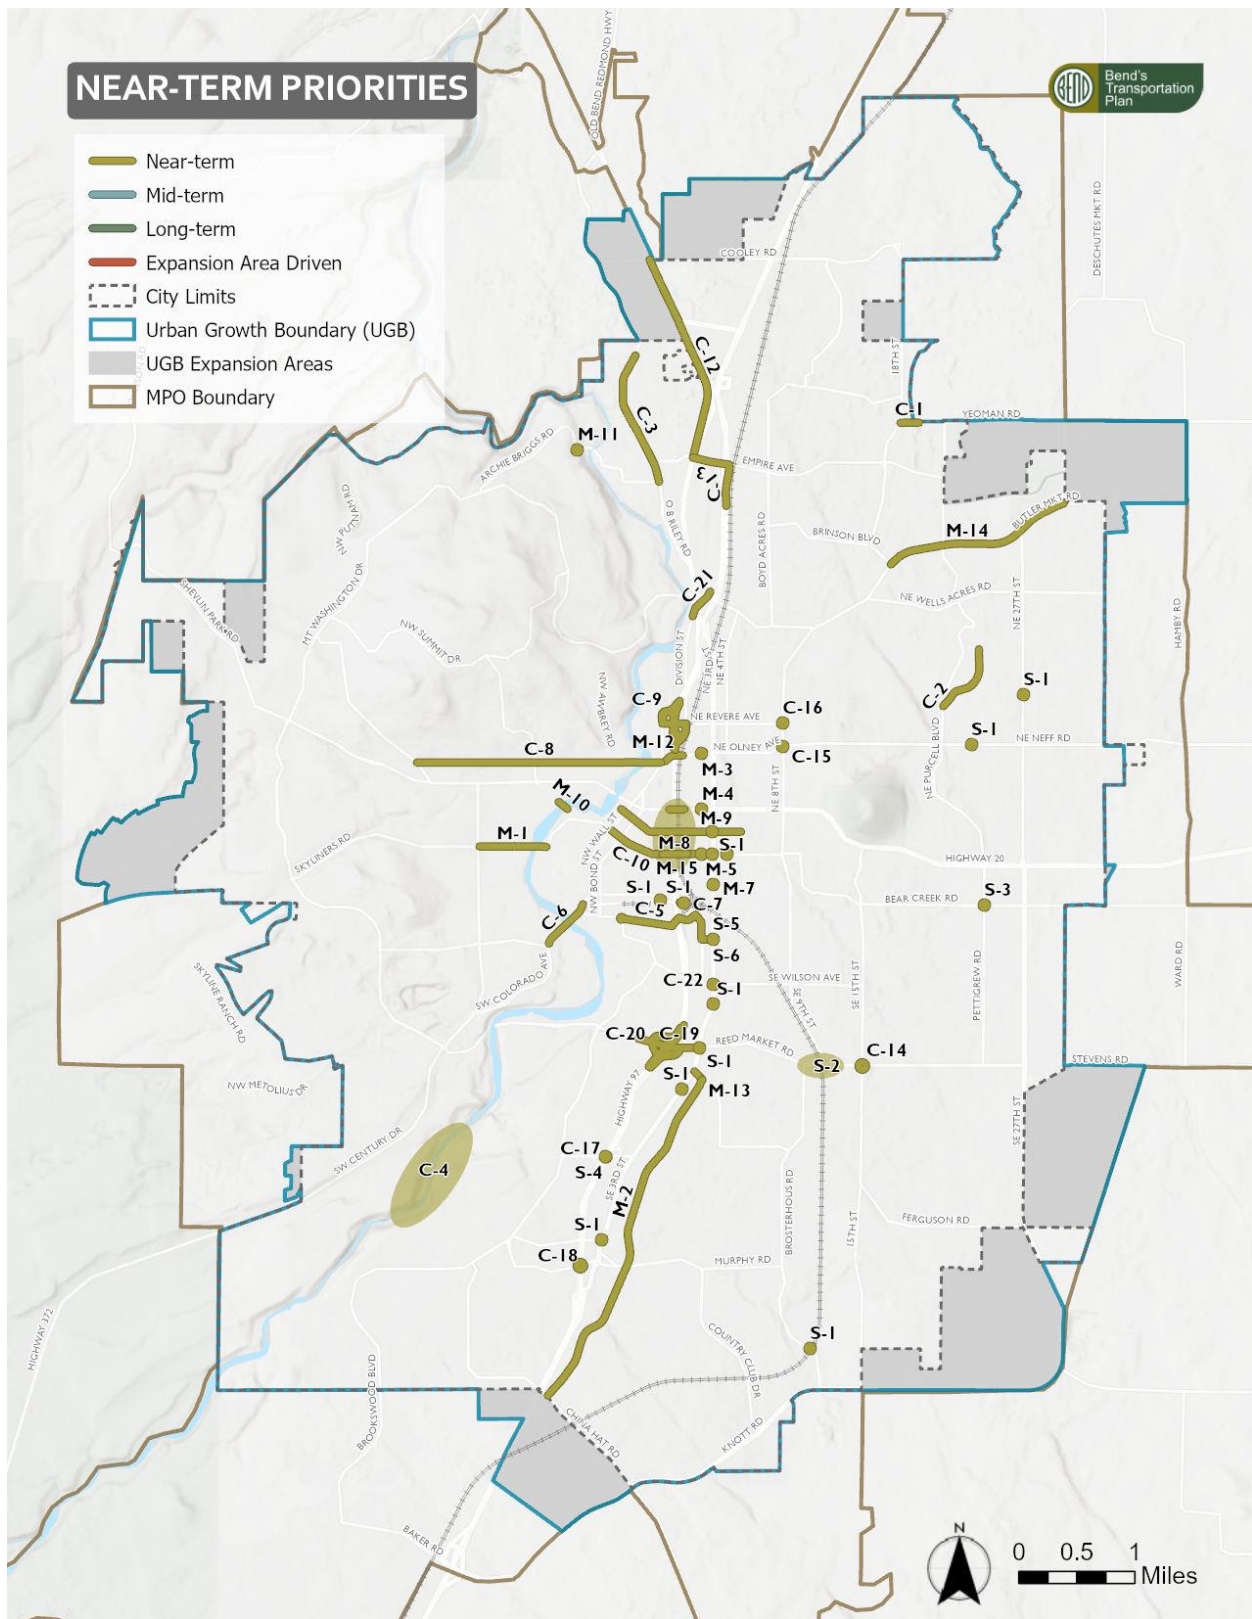 NEAR-TERM PRIORITIES
BEND
Bend's
Transportation
Plan
Near-term
Mid-term
Long-term
Expansion Area Driven
City Limits
Urban Growth Boundary (UGB)
UGB Expansion Areas
MPO Boundary
OLD BEND REDMOND HWY
DESCHUTES MKT RD
COOLEY RD
18TH ST
C-12
C-1
YEOMAN RD
C-3
M-11
ARCHIE BRIGGS RD
EMPIRE AVE
C-13
NW PUTNAM RD
O B RILEY RD
BOYD ACRES RD
BRINSON BLVD
BUTLER MKT RD
M-14
NE WELLS ACRES RD
NE 27TH ST
HAMBY RD
SHEVLIN PARK RD
MT WASHINGTON DR
NW SUMMIT DR
C-21
DIVISION ST
NE 3RD ST
NE 4TH ST
NW AWBREY RD
C-9
NE REVERE AVE
C-16
C-2
S-1
S-1
NE NEFF RD
C-8
M-12
NE OLNEY AVE
C-15
M-3
NE PURCELL BLVD
NE 8TH ST
M-10
M-4
M-9
M-1
NW WALL ST
M-8
S-1
SKYLINERS RD
C-10
M-15
M-5
HIGHWAY 20
NW BOND ST
S-1
S-1
M-7
S-3
BEAR CREEK RD
C-6
C-5
C-7
S-5
S-6
SKYLINE RANCH RD
SW COLORADO AVE
C-22
SE WILSON AVE
S-1
SE 9TH ST
SE 15TH ST
PETTIGREW RD
WARD RD
C-20
C-19
REED MARKET RD
S-1
S-2
C-14
STEVENS RD
S-1
M-13
NW METOLIUS DR
HIGHWAY 97
SE 27TH ST
SW CENTURY DR
C-4
C-17
S-4
SE 3RD ST
M-2
BROSTERHOUS RD
15TH ST
FERGUSON RD
S-1
C-18
MURPHY RD
HIGHWAY 372
S-1
COUNTRY CLUB DR
BROOKSWOOD BLVD
CHINA HAT RD
KNOTT RD
BAKER RD
N
0 0.5 1
Miles